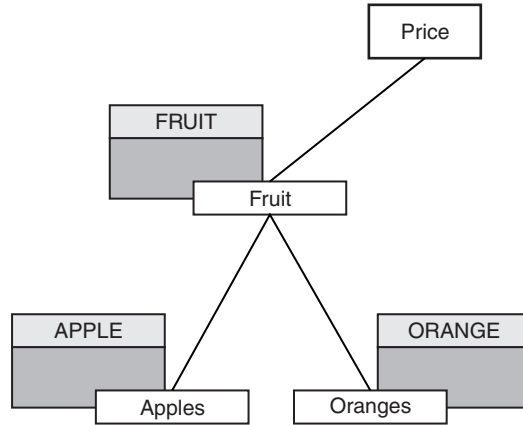 Price
FRUIT
Fruit
APPLE
ORANGE
Apples
Oranges